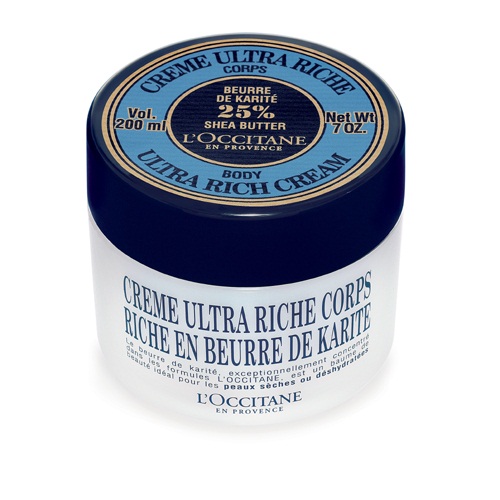 CREME ULTRA RICHE
CORPS
BEURRE
DE KARITÉ
25%
SHEA BUTTER
Vol.
200 ml
Net Wt
7 OZ.
L'OCCITANE
EN PROVENCE
BODY
ULTRA RICH CREAM
CREME ULTRA RICHE CORPS
RICHE EN BEURRE DE KARITE
Le beurre de karité, exceptionnellement concentré
dans les formules L'OCCITANE, est un baume de
beauté idéal pour les peaux sèches ou déshydratées
L'OCCITANE
EN PROVENCE